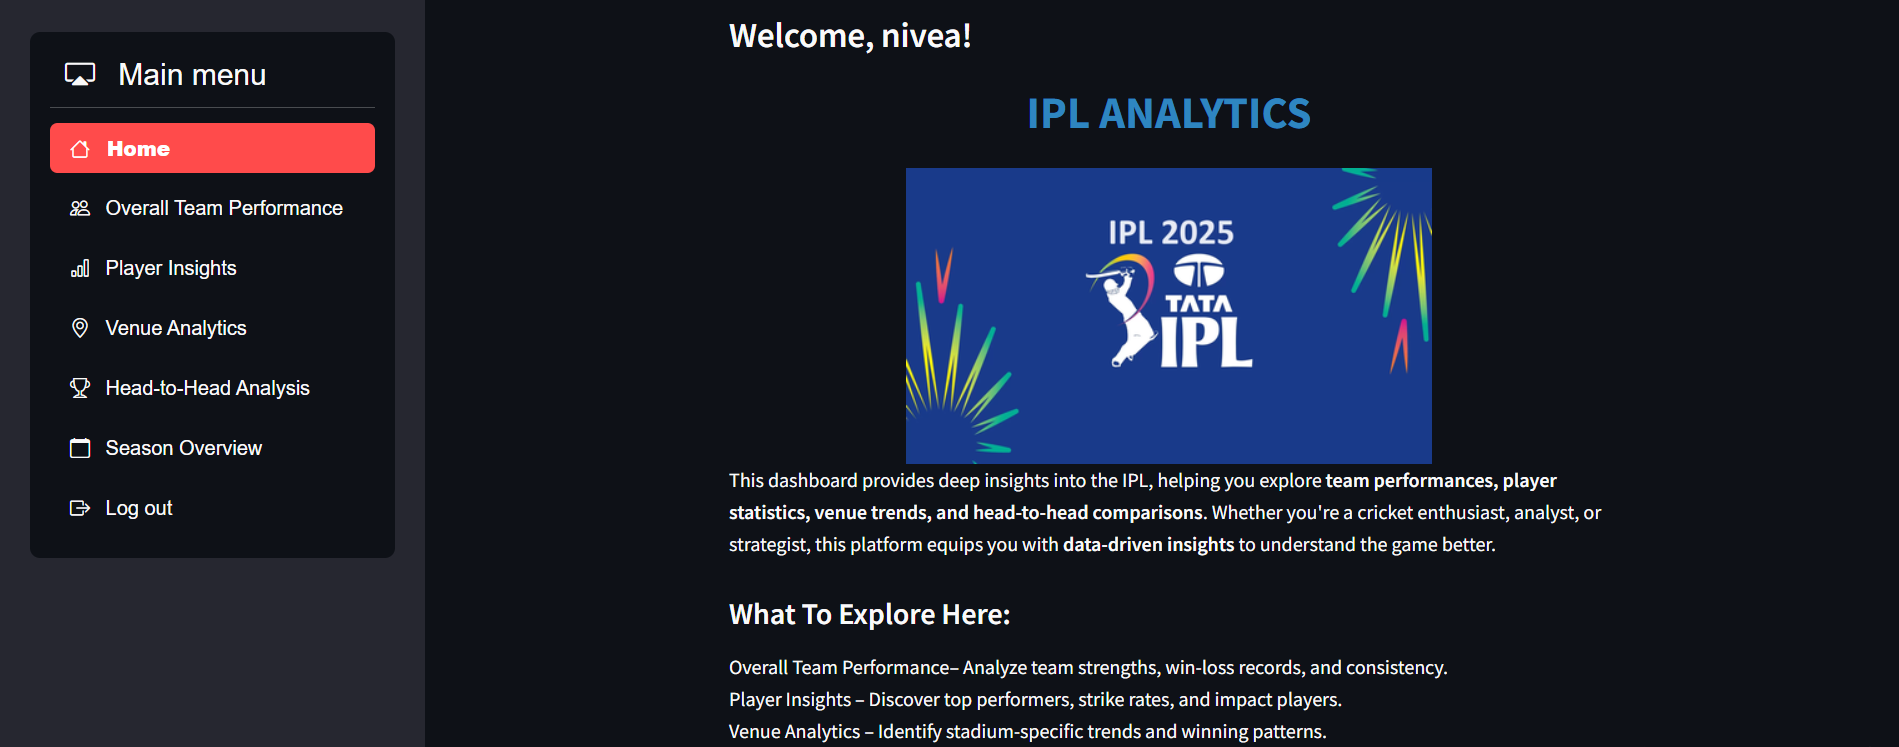 Main menu
Home
Overall Team Performance
Player Insights
Venue Analytics
Head-to-Head Analysis
Season Overview
Log out
Welcome, nivea!
IPL ANALYTICS
IPL 2025
TATA
IPL
This dashboard provides deep insights into the IPL, helping you explore team performances, player
statistics, venue trends, and head-to-head comparisons. Whether you're a cricket enthusiast, analyst, or
strategist, this platform equips you with data-driven insights to understand the game better.
What To Explore Here:
Overall Team Performance– Analyze team strengths, win-loss records, and consistency.
Player Insights – Discover top performers, strike rates, and impact players.
Venue Analytics – Identify stadium-specific trends and winning patterns.